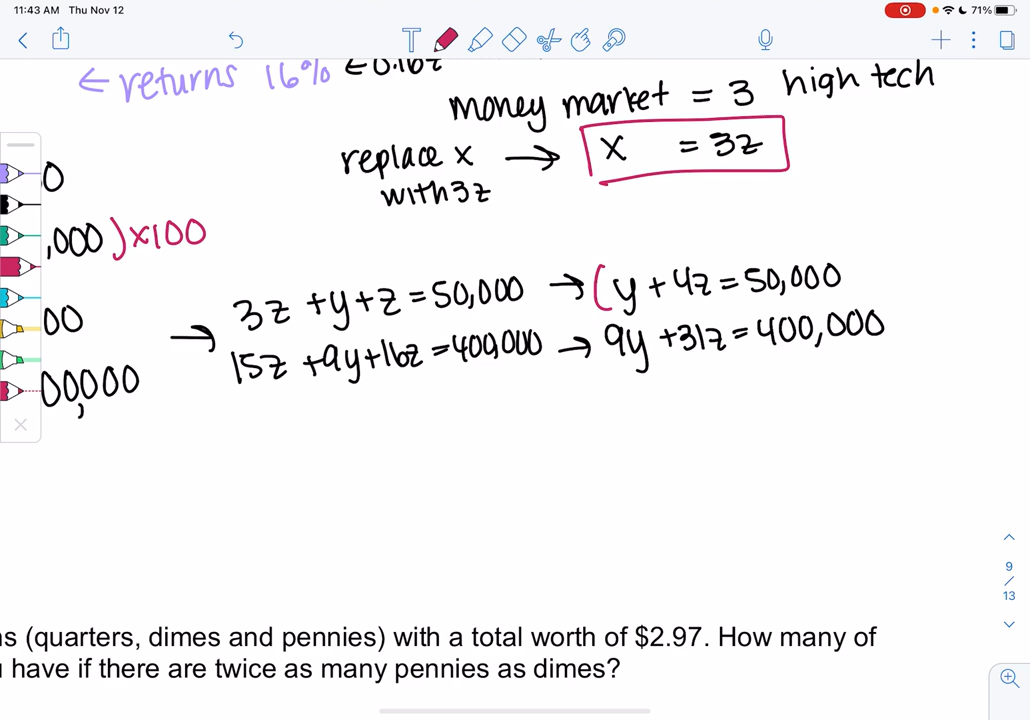 11:43 AM Thu Nov 12
71%
← returns 16% ← 0.16z
money market = 3 high tech
replace x → x = 3z
with 3z
0
,000 ) x100
3z + y + z = 50,000 → ( y + 4z = 50,000
00 →
15z + 9y + 16z = 400,000 → 9y + 31z = 400,000
00,000
9
/
13
ns (quarters, dimes and pennies) with a total worth of $2.97. How many of
u have if there are twice as many pennies as dimes?